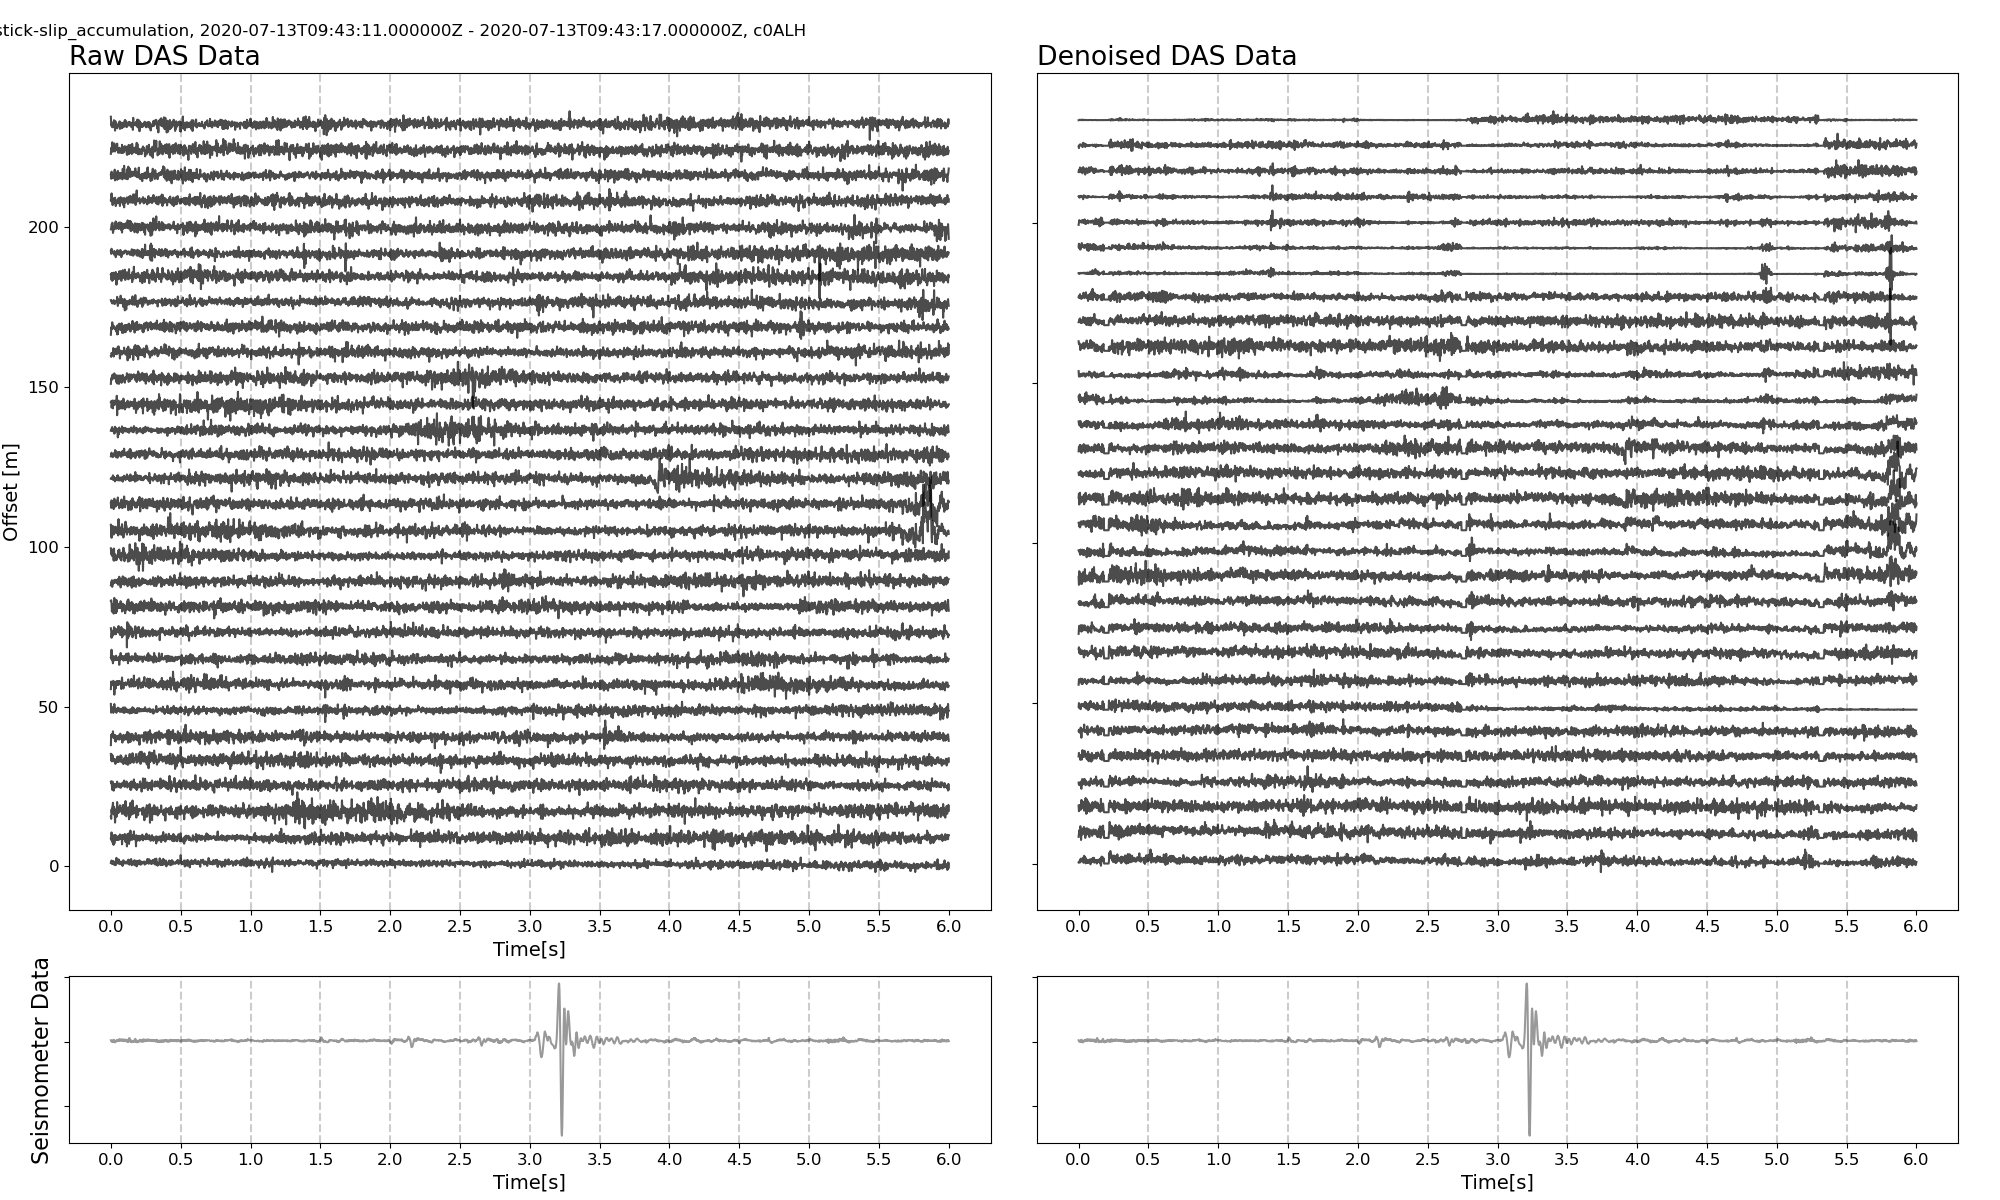 stick-slip_accumulation, 2020-07-13T09:43:11.000000Z - 2020-07-13T09:43:17.000000Z, c0ALH
Raw DAS Data
Denoised DAS Data
Offset [m]
200
150
100
50
0
0.0 0.5 1.0 1.5 2.0 2.5 3.0 3.5 4.0 4.5 5.0 5.5 6.0
Time[s]
0.0 0.5 1.0 1.5 2.0 2.5 3.0 3.5 4.0 4.5 5.0 5.5 6.0
Seismometer Data
0.0 0.5 1.0 1.5 2.0 2.5 3.0 3.5 4.0 4.5 5.0 5.5 6.0
Time[s]
0.0 0.5 1.0 1.5 2.0 2.5 3.0 3.5 4.0 4.5 5.0 5.5 6.0
Time[s]